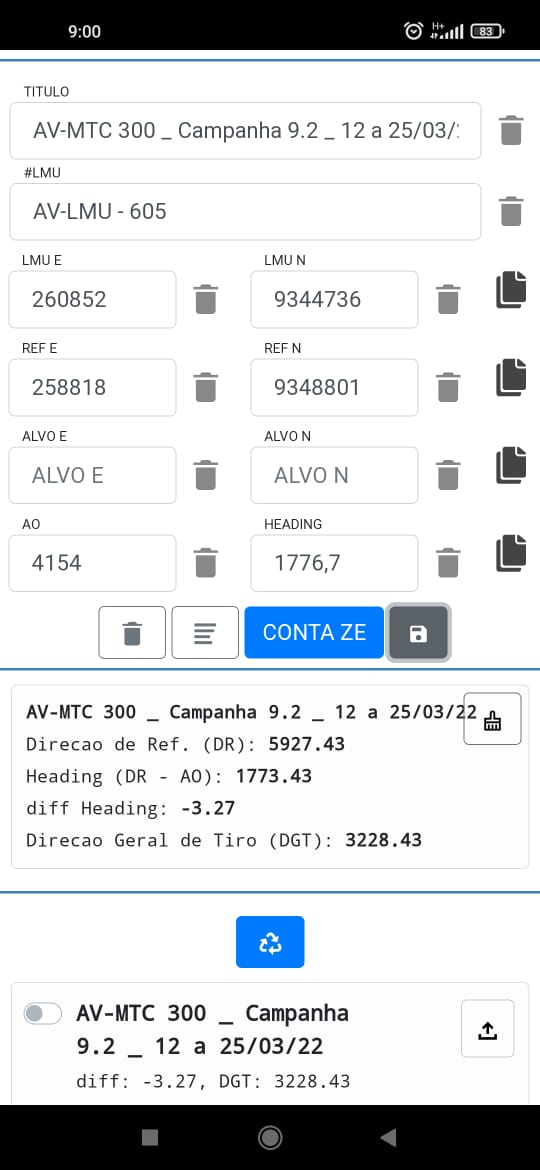 9:00
H+
83
TITULO
AV-MTC 300 _ Campanha 9.2 _ 12 a 25/03/
#LMU
AV-LMU - 605
LMU E LMU N
260852 9344736
REF E REF N
258818 9348801
ALVO E ALVO N
ALVO E ALVO N
AO HEADING
4154 1776,7
CONTA ZE
AV-MTC 300 _ Campanha 9.2 _ 12 a 25/03/22
Direcao de Ref. (DR): 5927.43
Heading (DR - AO): 1773.43
diff Heading: -3.27
Direcao Geral de Tiro (DGT): 3228.43
AV-MTC 300 _ Campanha
9.2 _ 12 a 25/03/22
diff: -3.27, DGT: 3228.43